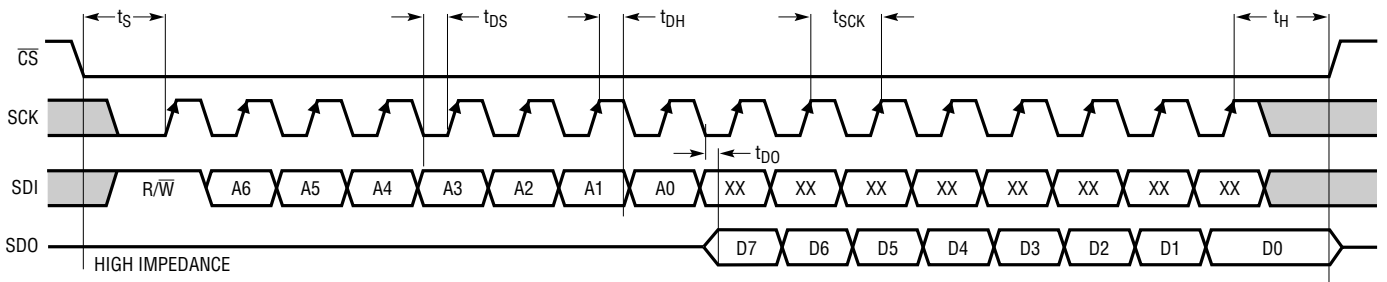 tS tDS tDH tSCK tH
CS
SCK
tDO
SDI R/W A6 A5 A4 A3 A2 A1 A0 XX XX XX XX XX XX XX XX
SDO D7 D6 D5 D4 D3 D2 D1 D0
HIGH IMPEDANCE